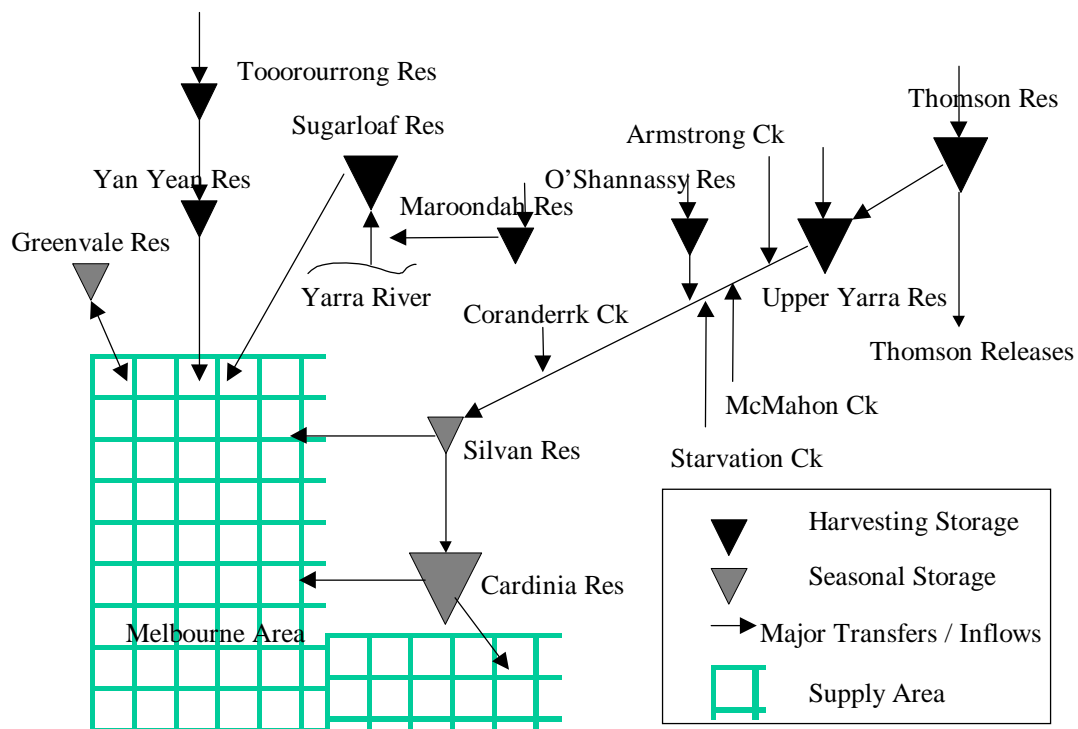 Tooorourrong Res
Thomson Res
Sugarloaf Res
Armstrong Ck
Yan Yean Res
O'Shannassy Res
Maroondah Res
Greenvale Res
Yarra River
Upper Yarra Res
Coranderrk Ck
Thomson Releases
McMahon Ck
Silvan Res
Starvation Ck
Harvesting Storage
Cardinia Res
Seasonal Storage
Melbourne Area
Major Transfers / Inflows
Supply Area